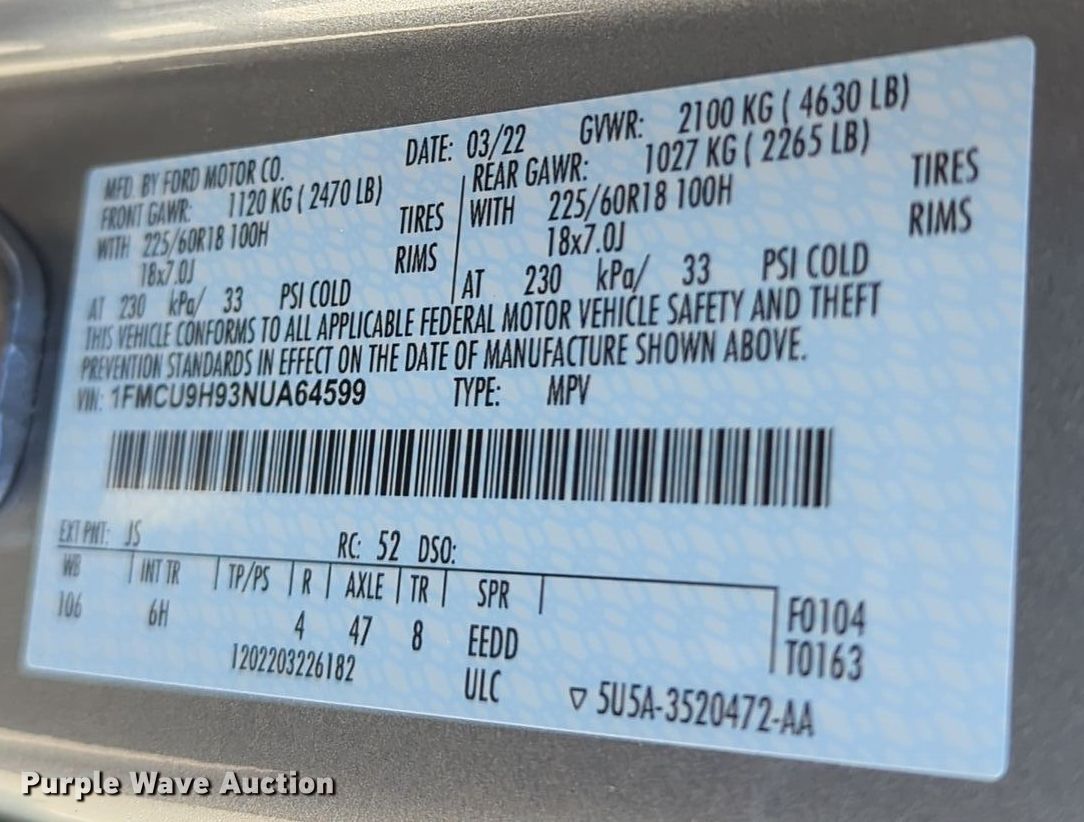 MFD. BY FORD MOTOR CO. DATE: 03/22 GVWR: 2100 KG ( 4630 LB)
FRONT GAWR: 1120 KG ( 2470 LB) REAR GAWR: 1027 KG ( 2265 LB)
WITH 225/60R18 100H TIRES WITH 225/60R18 100H TIRES
18x7.0J RIMS 18x7.0J RIMS
AT 230 kPa/ 33 PSI COLD AT 230 kPa/ 33 PSI COLD
THIS VEHICLE CONFORMS TO ALL APPLICABLE FEDERAL MOTOR VEHICLE SAFETY AND THEFT
PREVENTION STANDARDS IN EFFECT ON THE DATE OF MANUFACTURE SHOWN ABOVE.
VIN: 1FMCU9H93NUA64599 TYPE: MPV
EXT PNT: JS RC: 52 DSO:
WB INT TR TP/PS R AXLE TR SPR
106 6H 4 47 8 EEDD F0104
1202203226182 ULC T0163
▽ 5U5A-3520472-AA
Purple Wave Auction